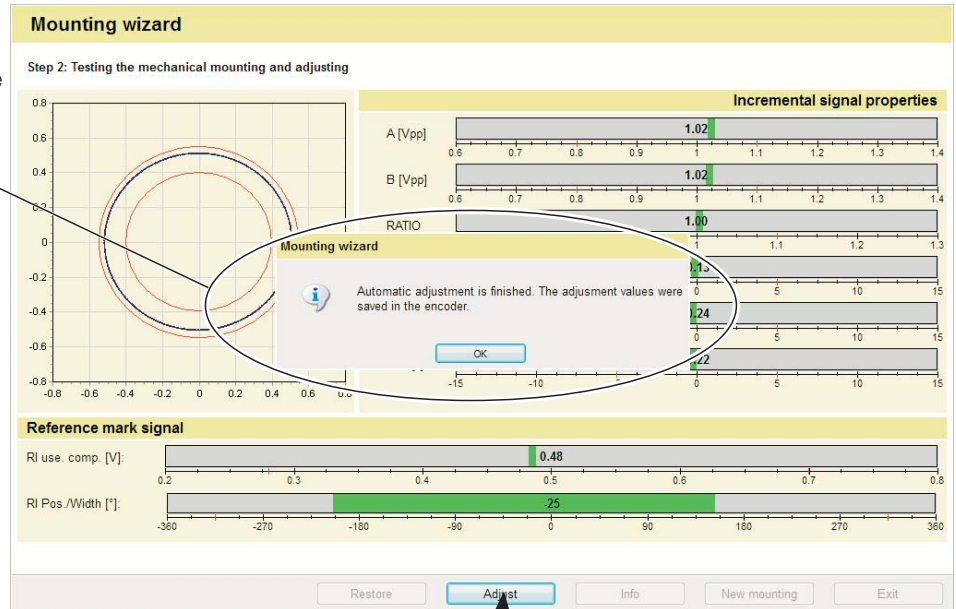 Mounting wizard
Step 2: Testing the mechanical mounting and adjusting
e
Incremental signal properties
0.8
0.6
0.4
0.2
0
-0.2
-0.4
-0.6
-0.8
-0.8 -0.6 -0.4 -0.2 0 0.2 0.4 0.6
A [Vpp]
1.02
0.6 0.7 0.8 0.9 1 1.1 1.2 1.3 1.4
B [Vpp]
1.02
0.6 0.7 0.8 0.9 1 1.1 1.2 1.3 1.4
RATIO
1.00
1 1.1 1.2 1.3
Mounting wizard
Automatic adjustment is finished. The adjusment values were
saved in the encoder.
OK
.13
0 5 10 15
.24
0 5 10 15
22
-15 -10 0 5 10 15
Reference mark signal
RI use. comp. [V]:
0.48
0.2 0.3 0.4 0.5 0.6 0.7 0.8
RI Pos./Width [°]:
-25
-360 -270 -180 -90 0 90 180 270 360
Restore
Adjust
Info
New mounting
Exit